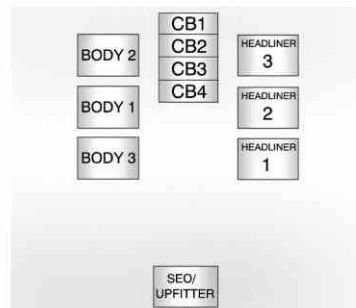 CB1
CB2
CB3
CB4
BODY 2
BODY 1
BODY 3
HEADLINER
3
HEADLINER
2
HEADLINER
1
SEO/
UPFITTER